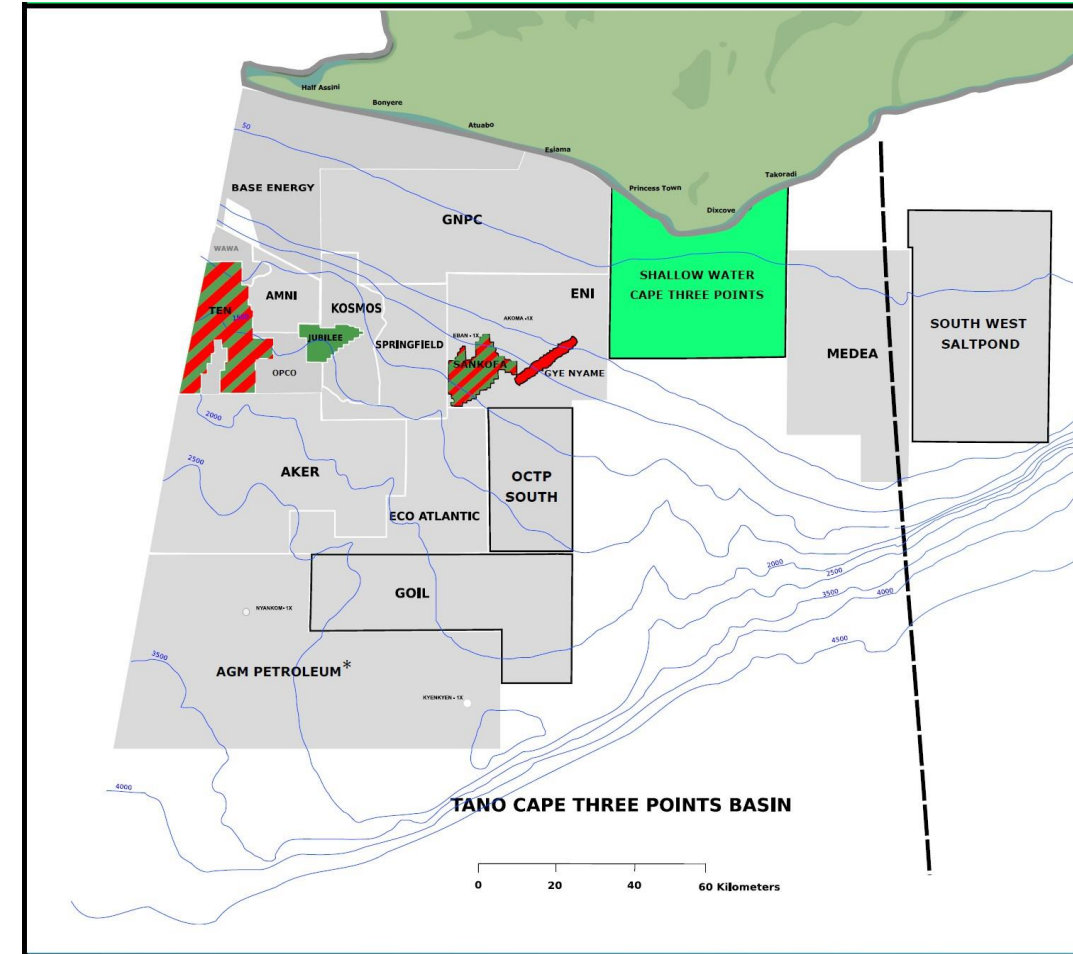 Half Assini
Bonyere
Atuabo
Esiama
Princess Town
Takoradi
Dixcove
50
BASE ENERGY
GNPC
WAWA
SHALLOW WATER
CAPE THREE POINTS
ENI
AMNI
KOSMOS
TEN
AKOMA •1X
SOUTH WEST
SALTPOND
JUBILEE
EBAN • 1X
SPRINGFIELD
MEDEA
SANKOFA
GYE NYAME
OPCO
2000
2500
AKER
OCTP
SOUTH
ECO ATLANTIC
2000
2500
3500
4000
GOIL
NYANKOM• 1X
4500
3500
AGM PETROLEUM*
KYENKYEN • 1X
4000
TANO CAPE THREE POINTS BASIN
0 20 40 60 Kilometers